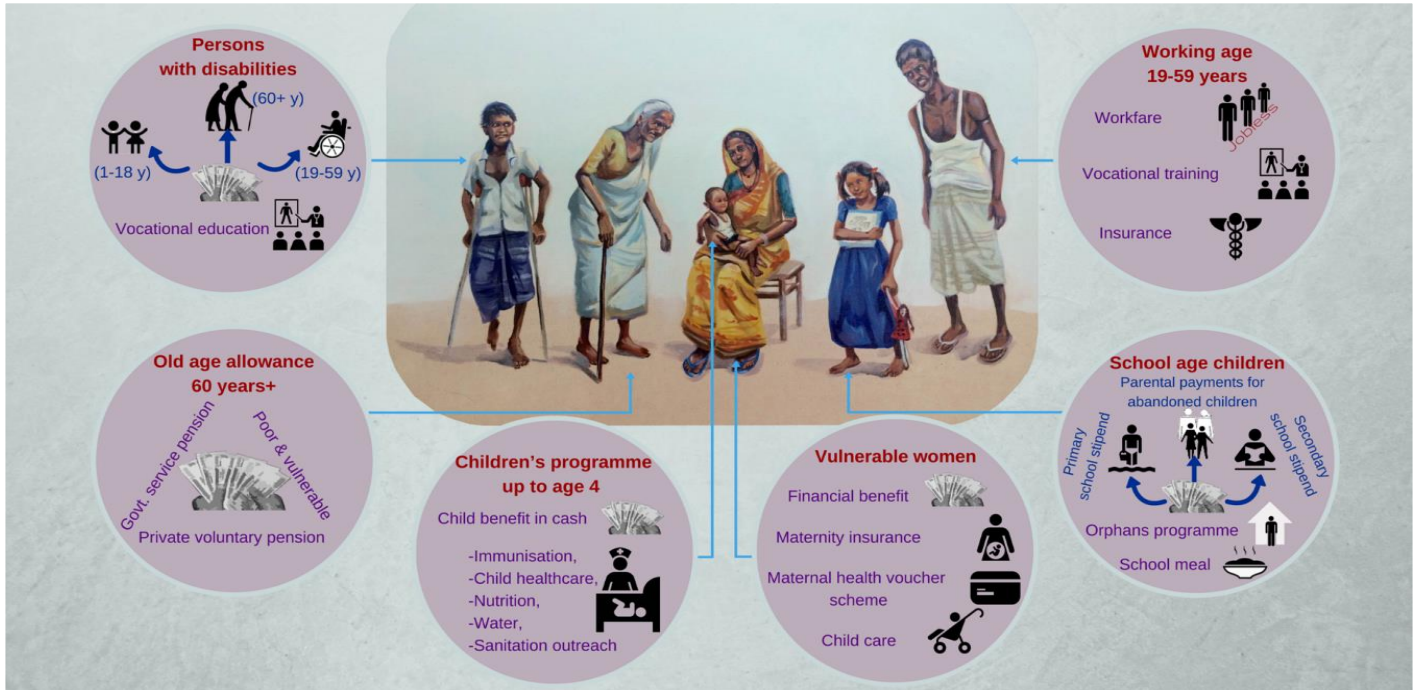 Persons
with disabilities
(60+ y)
(1-18 y)
(19-59 y)
Vocational education
Working age
19-59 years
Workfare
Jobless
Vocational training
Insurance
Old age allowance
60 years+
Govt. service pension
Poor & vulnerable
Private voluntary pension
Children's programme
up to age 4
Child benefit in cash
-Immunisation,
-Child healthcare,
-Nutrition,
-Water,
-Sanitation outreach
Vulnerable women
Financial benefit
Maternity insurance
Maternal health voucher
scheme
Child care
School age children
Parental payments for
abandoned children
Primary
school stipend
Secondary
school stipend
Orphans programme
School meal